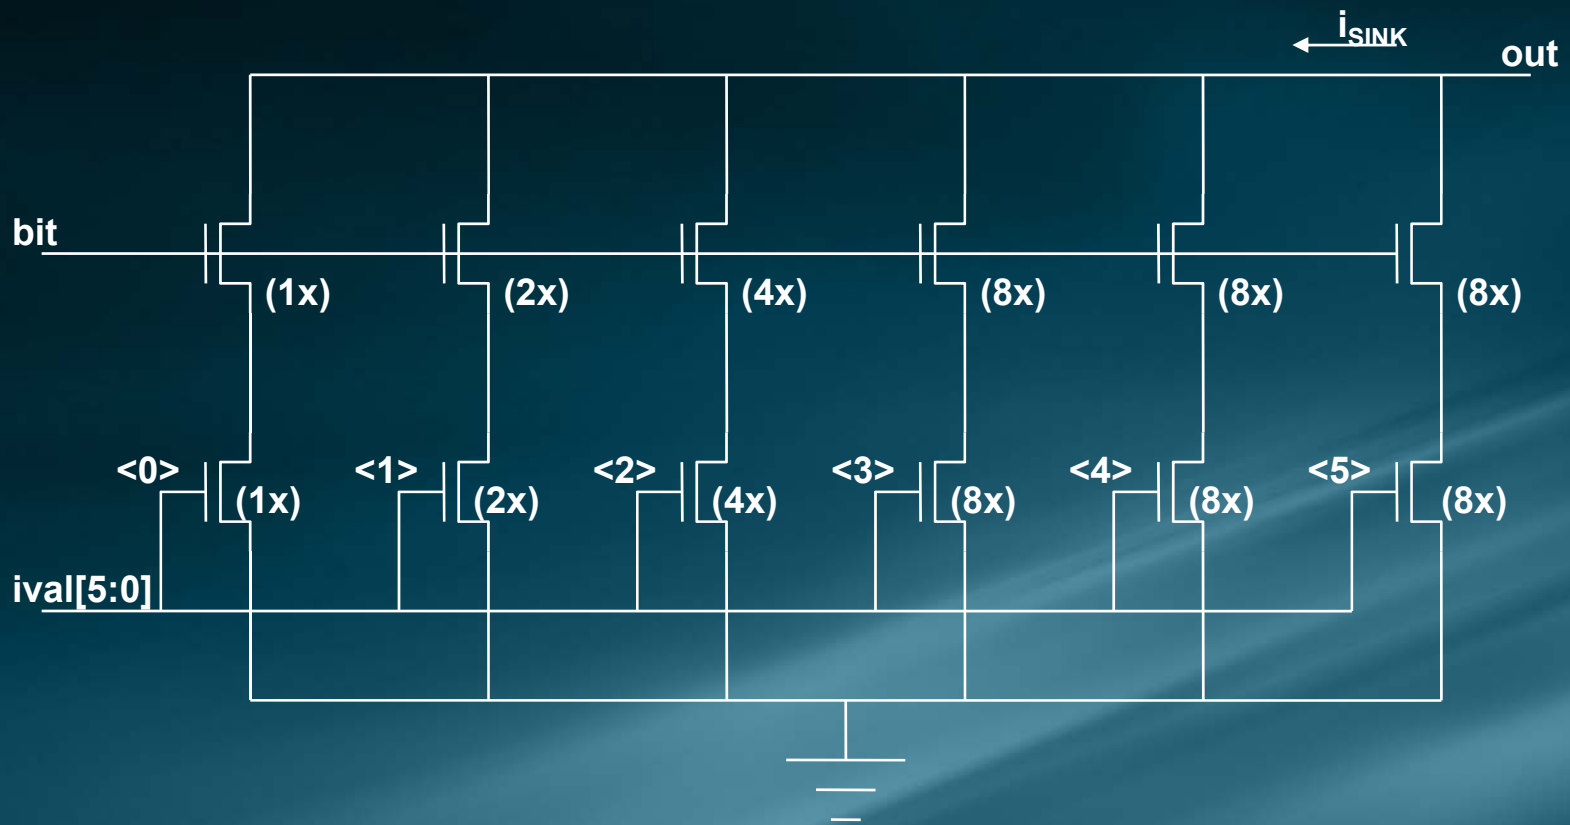 i_SINK
out
bit
(1x) (2x) (4x) (8x) (8x) (8x)
<0> <1> <2> <3> <4> <5>
(1x) (2x) (4x) (8x) (8x) (8x)
ival[5:0]